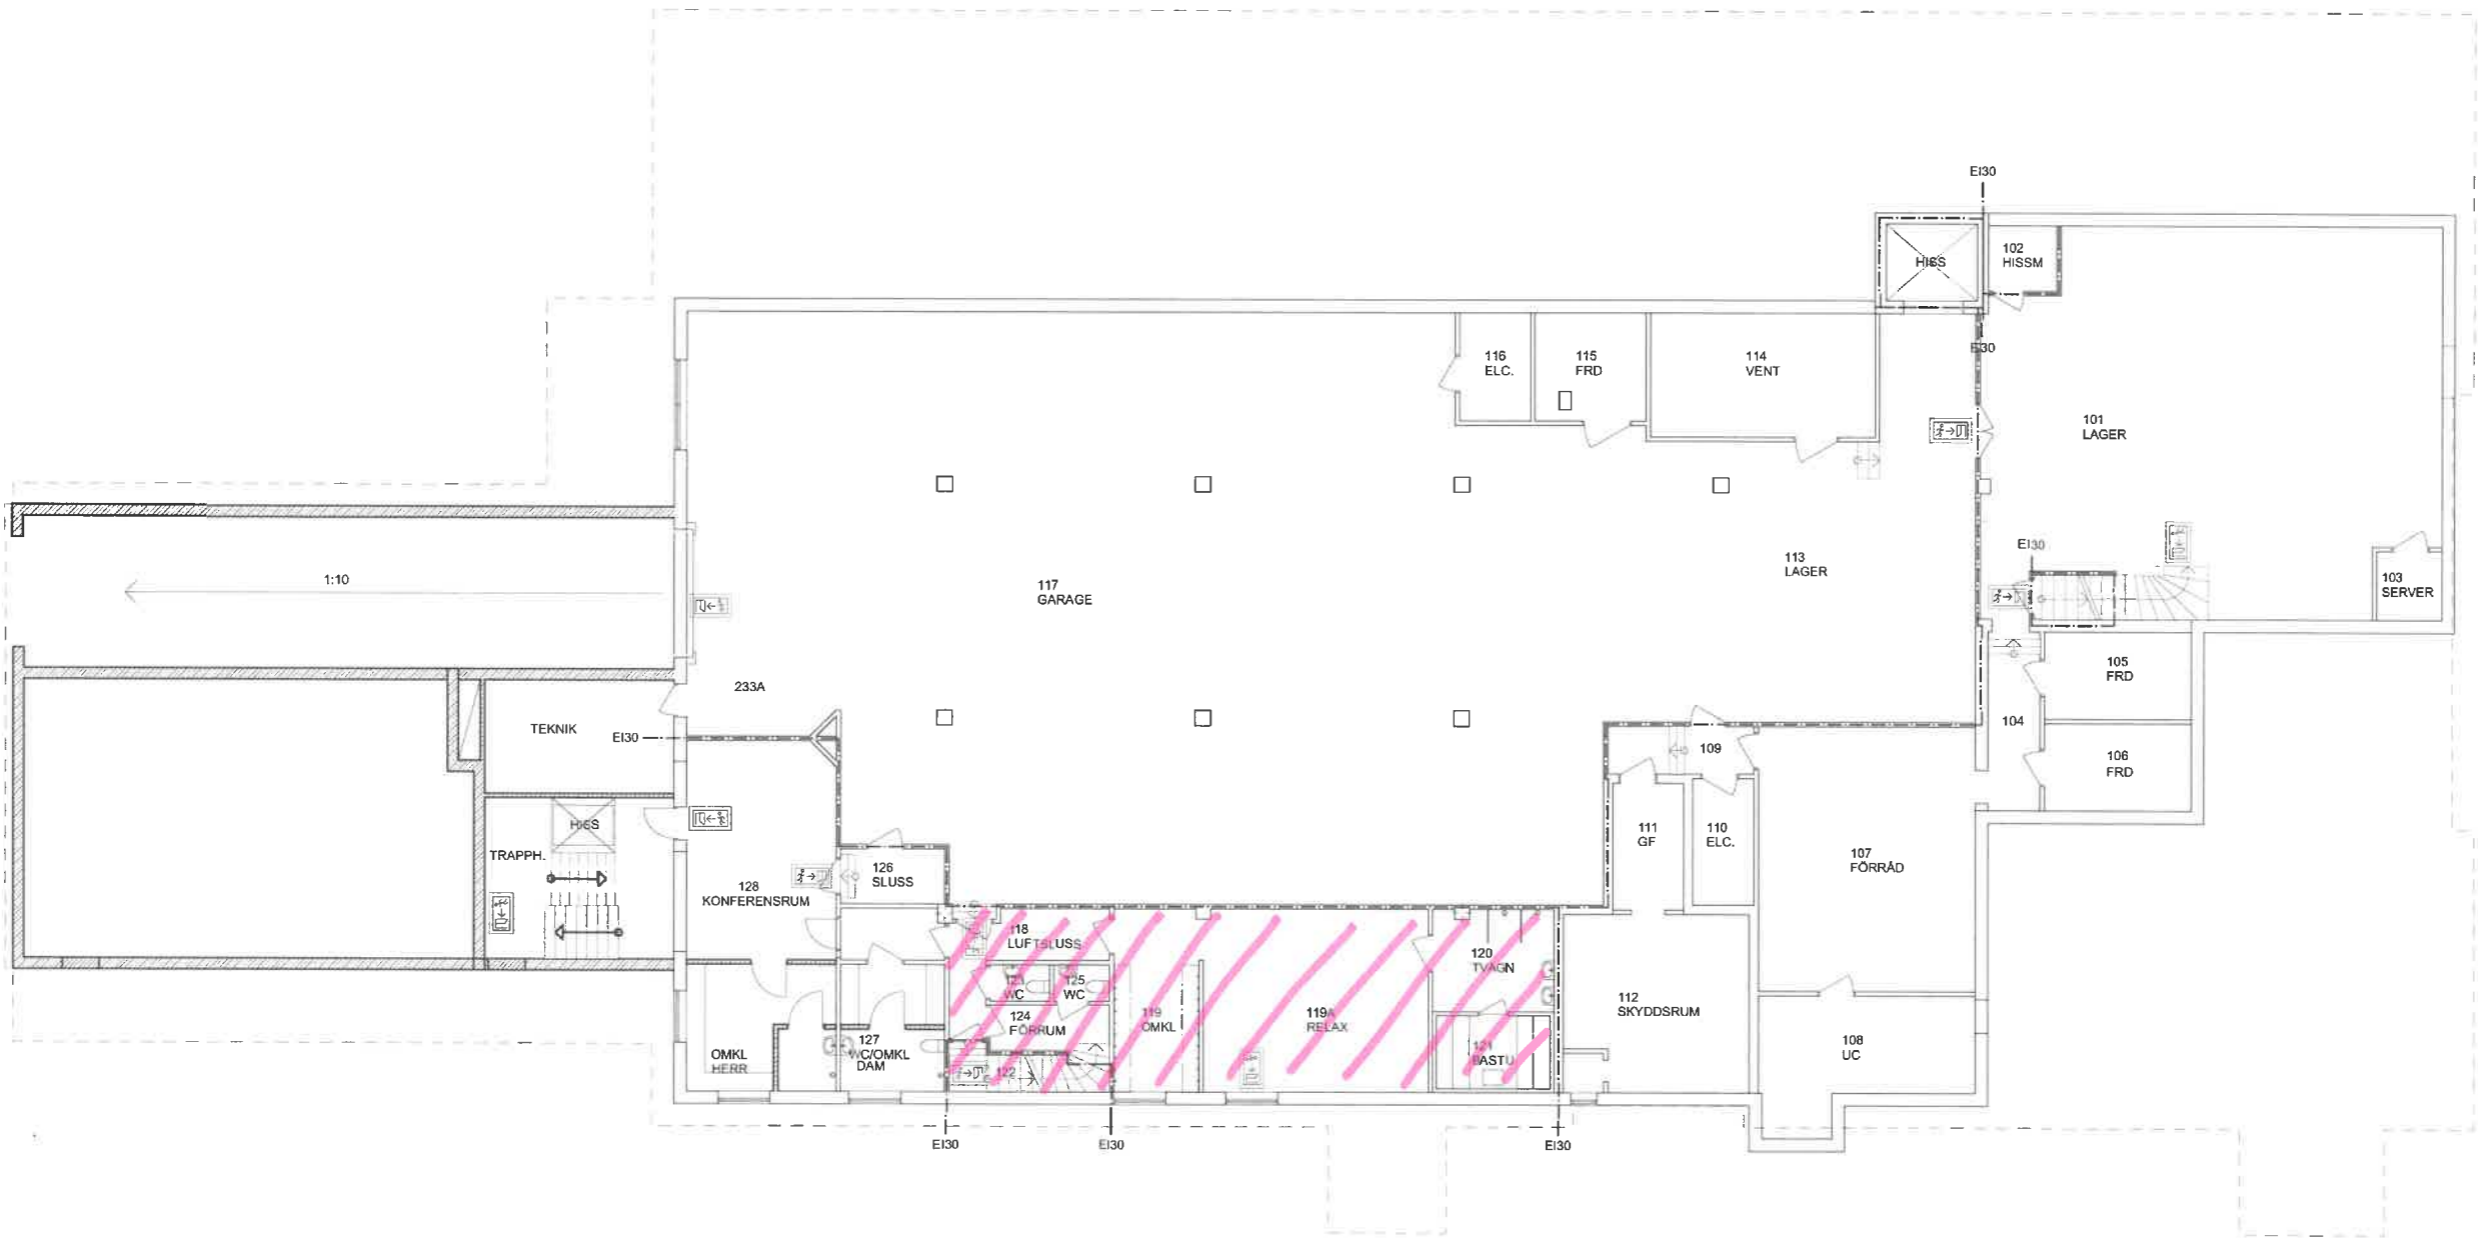 EI30
HISS
102
HISSM
EI30
116
ELC.
115
FRD
114
VENT
101
LAGER
EI30
103
SERVER
113
LAGER
117
GARAGE
1:10
105
FRD
104
106
FRD
233A
TEKNIK
EI30
109
111
GF
110
ELC.
107
FÖRRÅD
HISS
TRAPPH.
126
SLUSS
128
KONFERENSRUM
118
LUFTSLUSS
120
TVAGN
123
WC
125
WC
124
FÖRRUM
119
OMKL
119A
RELAX
112
SKYDDSRUM
121
BASTU
122
127
WC/OMKL
DAM
OMKL
HERR
108
UC
EI30
EI30
EI30